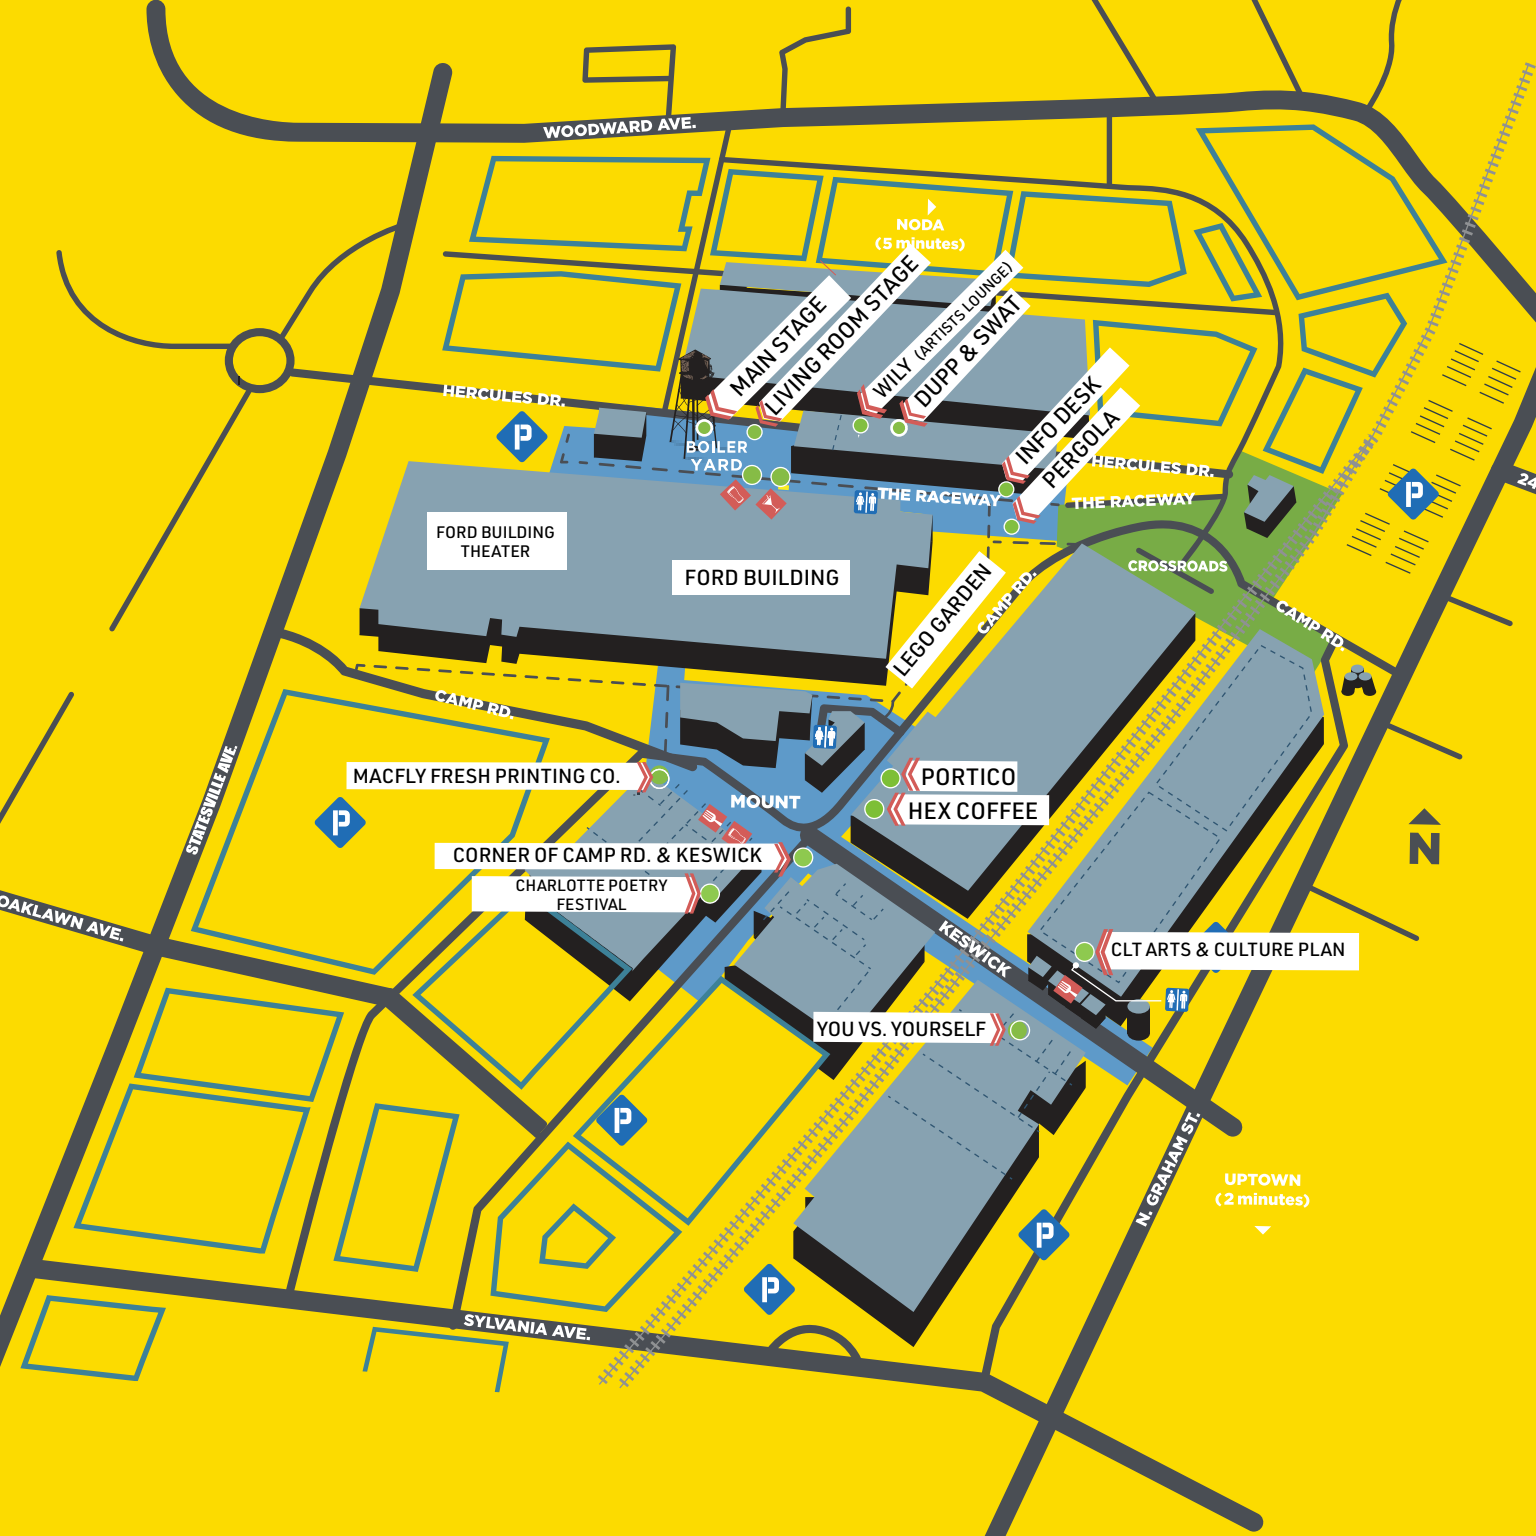 WOODWARD AVE.
NODA
(5 minutes)
MAIN STAGE
LIVING ROOM STAGE
WILY (ARTISTS LOUNGE)
DUPP & SWAT
INFO DESK
PERGOLA
HERCULES DR.
P
BOILER
YARD
HERCULES DR.
THE RACEWAY
THE RACEWAY
P
24
FORD BUILDING
THEATER
FORD BUILDING
CROSSROADS
LEGO GARDEN
CAMP RD.
CAMP RD.
CAMP RD.
STATESVILLE AVE.
MACFLY FRESH PRINTING CO.
PORTICO
MOUNT
HEX COFFEE
P
N
CORNER OF CAMP RD. & KESWICK
CHARLOTTE POETRY
FESTIVAL
OAKLAWN AVE.
KESWICK
CLT ARTS & CULTURE PLAN
YOU VS. YOURSELF
P
N. GRAHAM ST.
UPTOWN
(2 minutes)
P
P
SYLVANIA AVE.